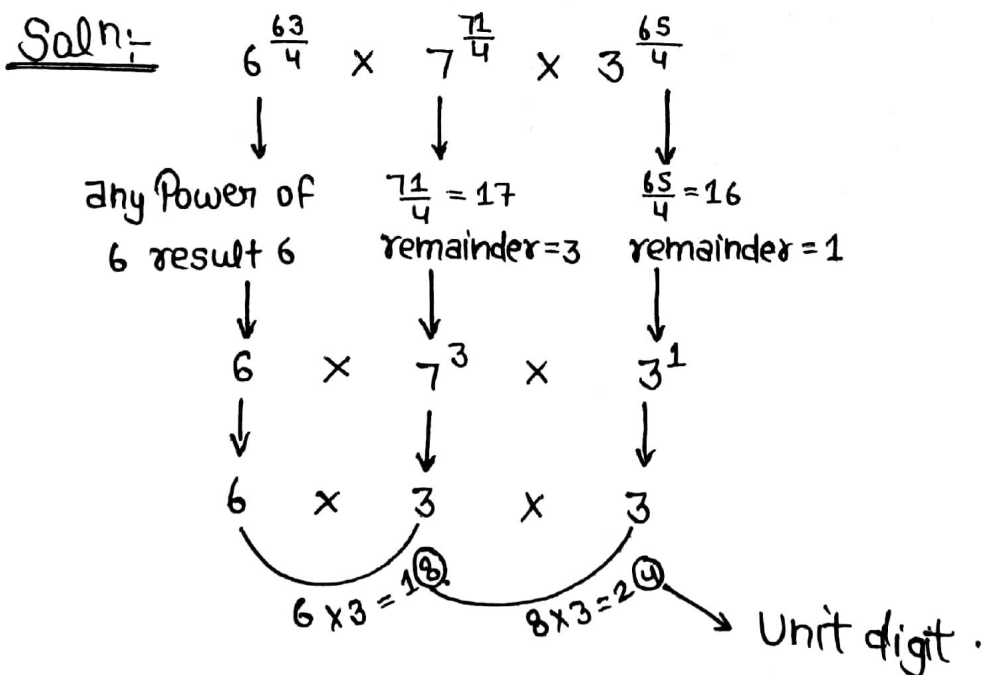 Soln:-
6^(63/4) × 7^(71/4) × 3^(65/4)
any Power of 71/4 = 17 65/4 = 16
6 result 6 remainder = 3 remainder = 1
6 × 7^3 × 3^1
6 × 3 × 3
6 × 3 = 18. 8 × 3 = 24
Unit digit.